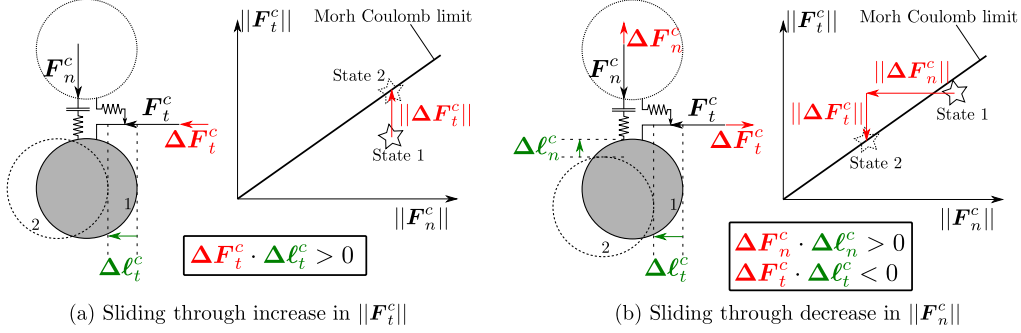 ||F_t^c||
Morh Coulomb limit
F_n^c
State 2
F_t^c
||ΔF_t^c||
ΔF_t^c
State 1
1
2
||F_n^c||
Δℓ_t^c
ΔF_t^c · Δℓ_t^c > 0
(a) Sliding through increase in ||F_t^c||
||F_t^c||
Morh Coulomb limit
ΔF_n^c
F_n^c
||ΔF_n^c||
F_t^c
||ΔF_t^c||
State 1
ΔF_t^c
Δℓ_n^c
State 2
1
2
||F_n^c||
Δℓ_t^c
ΔF_n^c · Δℓ_n^c > 0
ΔF_t^c · Δℓ_t^c < 0
(b) Sliding through decrease in ||F_n^c||